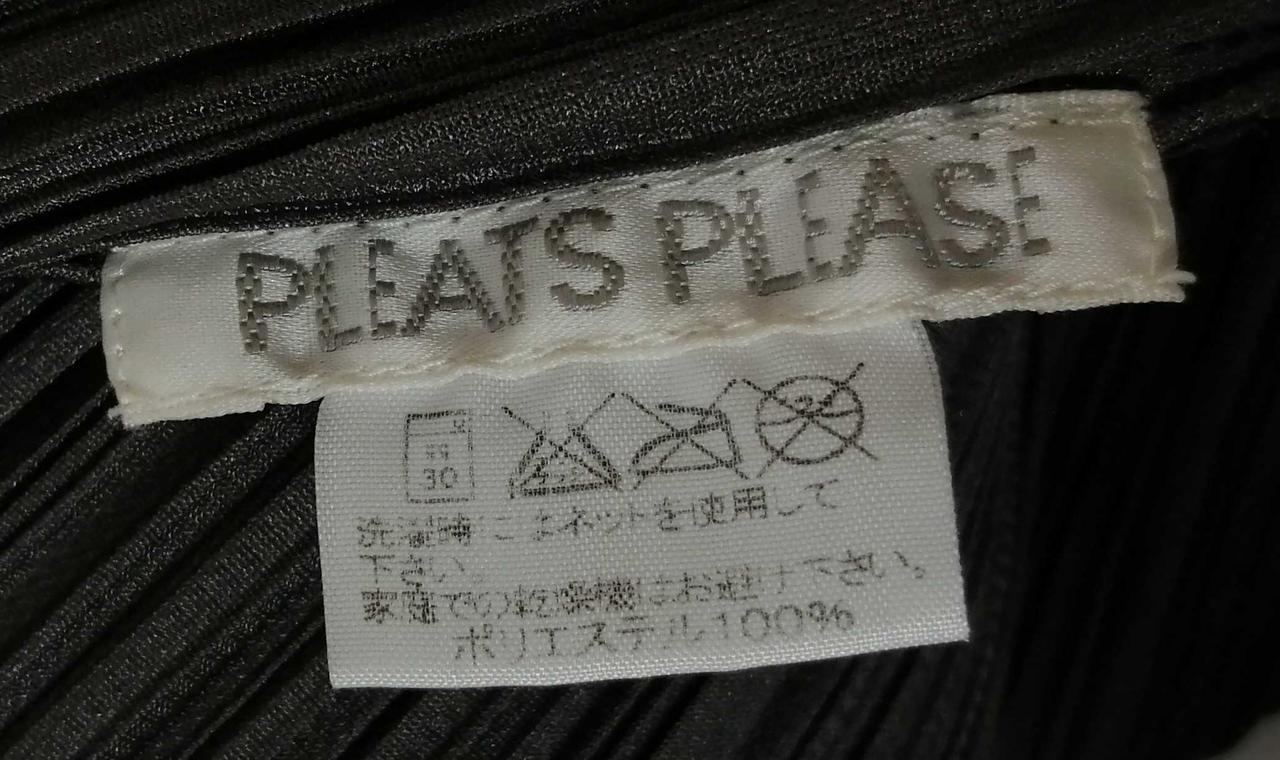 PLEATS PLEASE
30
洗濯時にはネットを使用して
下さい。
家庭での乾燥機はお避け下さい。
ポリエステル100%